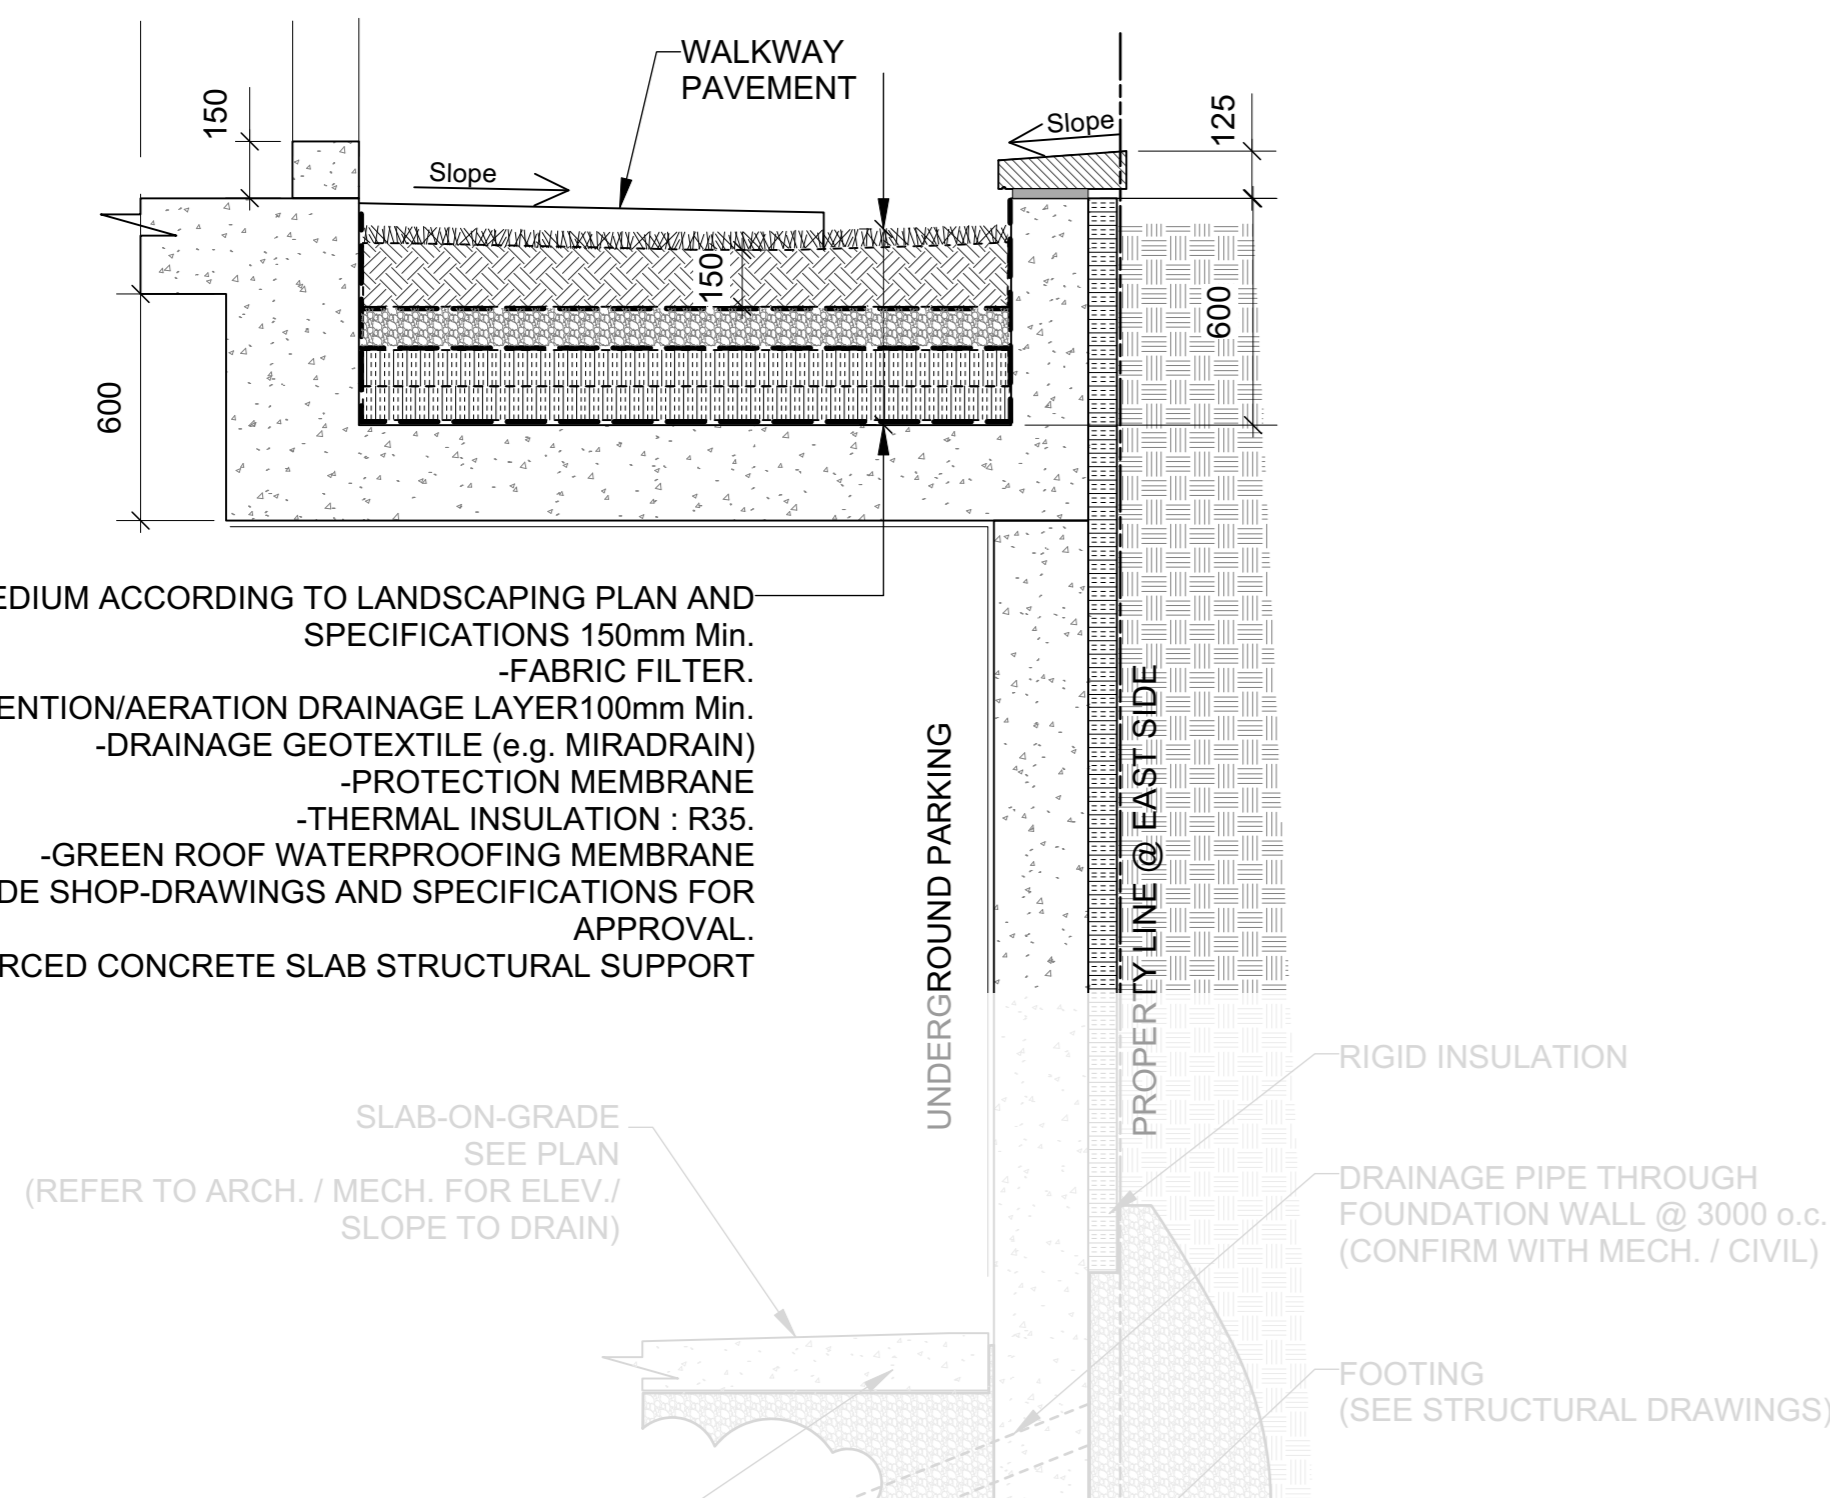 WALKWAY
PAVEMENT
150
Slope
Slope
125
150
600
600
EDIUM ACCORDING TO LANDSCAPING PLAN AND
SPECIFICATIONS 150mm Min.
-FABRIC FILTER.
ENTION/AERATION DRAINAGE LAYER100mm Min.
-DRAINAGE GEOTEXTILE (e.g. MIRADRAIN)
-PROTECTION MEMBRANE
-THERMAL INSULATION : R35.
-GREEN ROOF WATERPROOFING MEMBRANE
DE SHOP-DRAWINGS AND SPECIFICATIONS FOR
APPROVAL.
RCED CONCRETE SLAB STRUCTURAL SUPPORT
UNDERGROUND PARKING
PROPERTY LINE @ EAST SIDE
SLAB-ON-GRADE
SEE PLAN
(REFER TO ARCH. / MECH. FOR ELEV./
SLOPE TO DRAIN)
RIGID INSULATION
DRAINAGE PIPE THROUGH
FOUNDATION WALL @ 3000 o.c.
(CONFIRM WITH MECH. / CIVIL)
FOOTING
(SEE STRUCTURAL DRAWINGS)